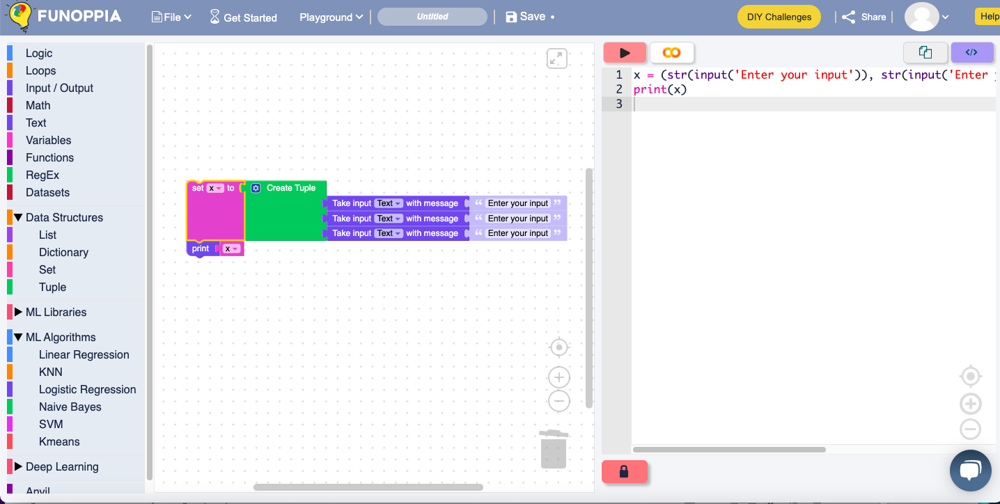 FUNOPPIA
File
Get Started
Playground
Untitled
Save
DIY Challenges
Share
Help
Logic
Loops
Input / Output
Math
Text
Variables
Functions
RegEx
Datasets
Data Structures
List
Dictionary
Set
Tuple
ML Libraries
ML Algorithms
Linear Regression
KNN
Logistic Regression
Naive Bayes
SVM
Kmeans
Deep Learning
Anvil
set x to Create Tuple
Take input Text with message “ Enter your input ”
Take input Text with message “ Enter your input ”
Take input Text with message “ Enter your input ”
print x
</>
1 x = (str(input('Enter your input')), str(input('Enter
2 print(x)
3